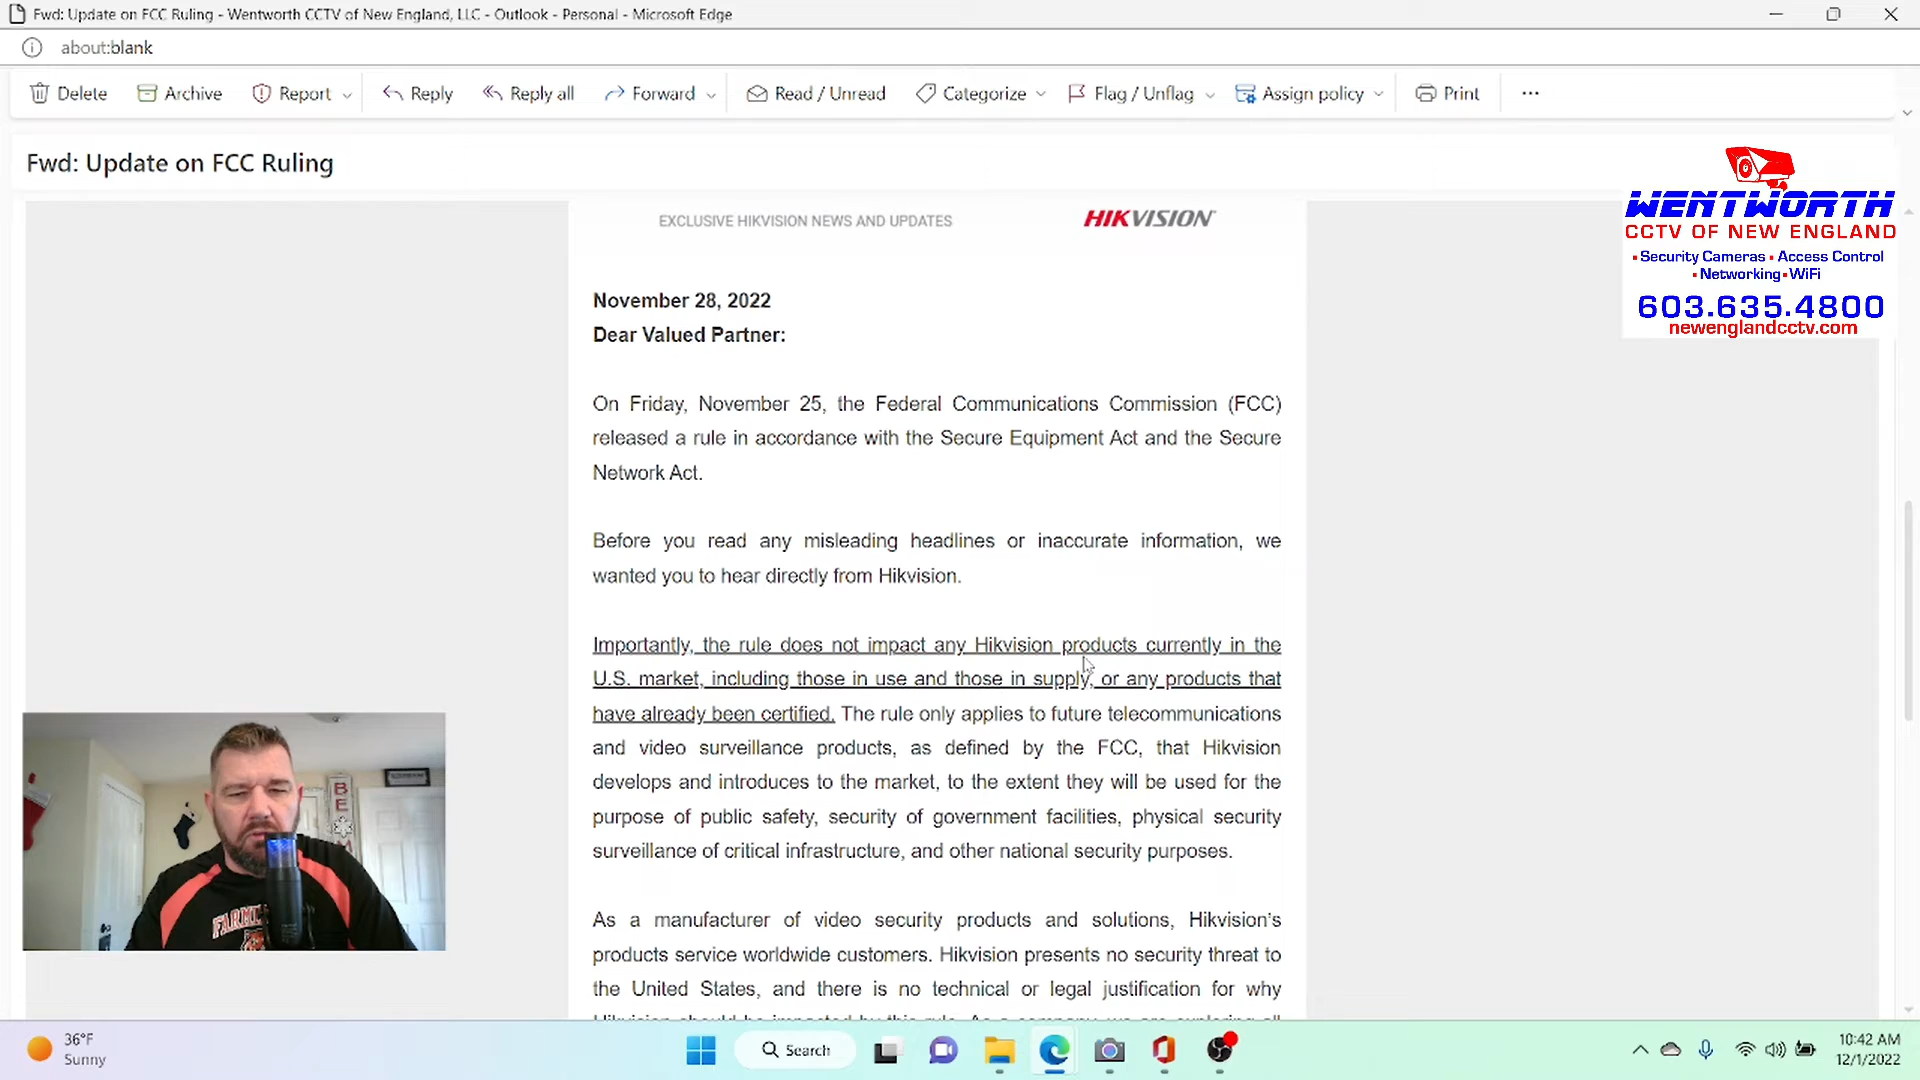 Fwd: Update on FCC Ruling - Wentworth CCTV of New England, LLC - Outlook - Personal - Microsoft Edge
about:blank
Delete Archive Report Reply Reply all Forward Read / Unread Categorize Flag / Unflag Assign policy Print ...
Fwd: Update on FCC Ruling
WENTWORTH
CCTV OF NEW ENGLAND
• Security Cameras • Access Control
• Networking • WiFi
603.635.4800
newenglandcctv.com
EXCLUSIVE HIKVISION NEWS AND UPDATES
HIKVISION
November 28, 2022
Dear Valued Partner:
On Friday, November 25, the Federal Communications Commission (FCC)
released a rule in accordance with the Secure Equipment Act and the Secure
Network Act.
Before you read any misleading headlines or inaccurate information, we
wanted you to hear directly from Hikvision.
Importantly, the rule does not impact any Hikvision products currently in the
U.S. market, including those in use and those in supply, or any products that
have already been certified. The rule only applies to future telecommunications
and video surveillance products, as defined by the FCC, that Hikvision
develops and introduces to the market, to the extent they will be used for the
purpose of public safety, security of government facilities, physical security
surveillance of critical infrastructure, and other national security purposes.
As a manufacturer of video security products and solutions, Hikvision's
products service worldwide customers. Hikvision presents no security threat to
the United States, and there is no technical or legal justification for why
BE
36°F
Sunny
Search
10:42 AM
12/1/2022